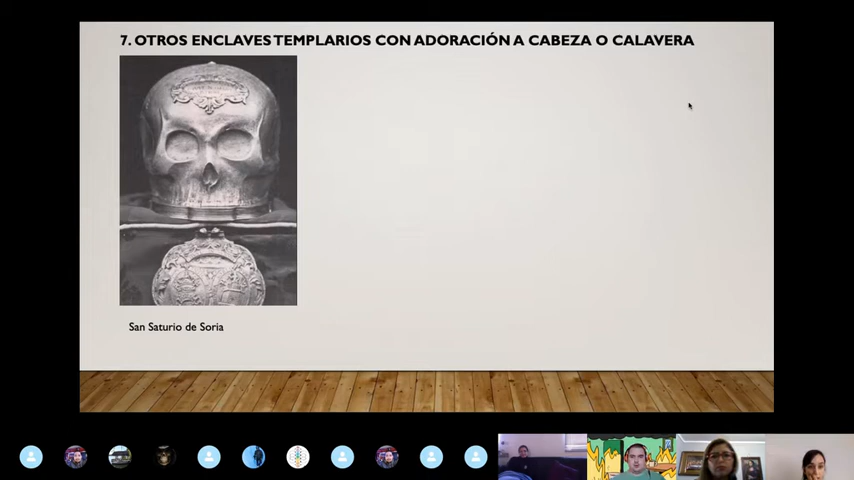 7. OTROS ENCLAVES TEMPLARIOS CON ADORACIÓN A CABEZA O CALAVERA
San Saturio de Soria